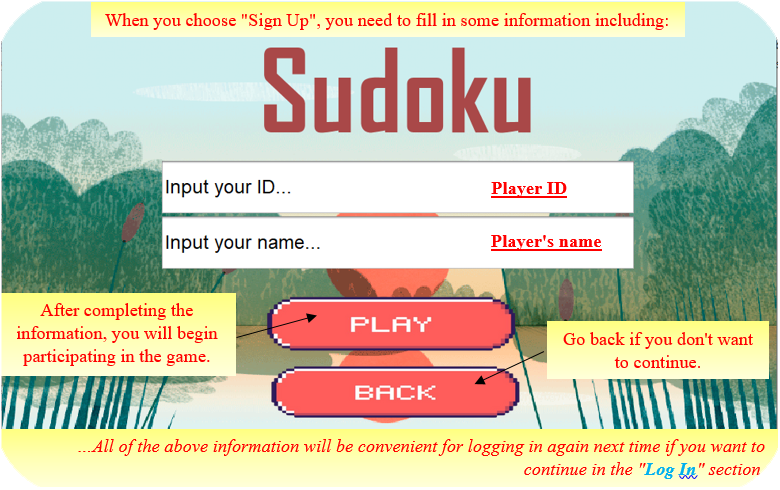 When you choose "Sign Up", you need to fill in some information including:
Sudoku
Input your ID...
Player ID
Input your name...
Player's name
After completing the
information, you will begin
participating in the game.
PLAY
Go back if you don't want
to continue.
BACK
...All of the above information will be convenient for logging in again next time if you want to
continue in the "Log In" section